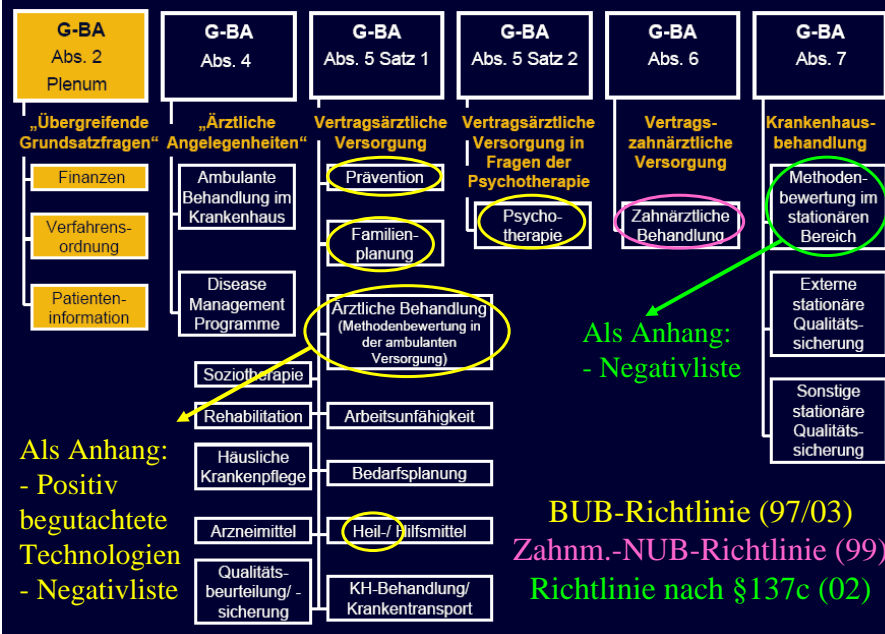 G-BA
Abs. 2
Plenum
„Übergreifende
Grundsatzfragen“
Finanzen
Verfahrens-
ordnung
Patienten-
information
G-BA
Abs. 4
„Ärztliche
Angelegenheiten“
Ambulante
Behandlung im
Krankenhaus
Disease
Management
Programme
G-BA
Abs. 5 Satz 1
Vertragsärztliche
Versorgung
Prävention
Familien-
planung
Ärztliche Behandlung
(Methodenbewertung in
der ambulanten
Versorgung)
Soziotherapie
Rehabilitation
Arbeitsunfähigkeit
Häusliche
Krankenpflege
Bedarfsplanung
Arzneimittel
Heil-/ Hilfsmittel
Qualitäts-
beurteilung/ -
sicherung
KH-Behandlung/
Krankentransport
G-BA
Abs. 5 Satz 2
Vertragsärztliche
Versorgung in
Fragen der
Psychotherapie
Psycho-
therapie
G-BA
Abs. 6
Vertrags-
zahnärztliche
Versorgung
Zahnärztliche
Behandlung
G-BA
Abs. 7
Krankenhaus-
behandlung
Methoden-
bewertung im
stationären
Bereich
Externe
stationäre
Qualitäts-
sicherung
Sonstige
stationäre
Qualitäts-
sicherung
Als Anhang:
- Negativliste
Als Anhang:
- Positiv
begutachtete
Technologien
- Negativliste
BUB-Richtlinie (97/03)
Zahnm.-NUB-Richtlinie (99)
Richtlinie nach §137c (02)